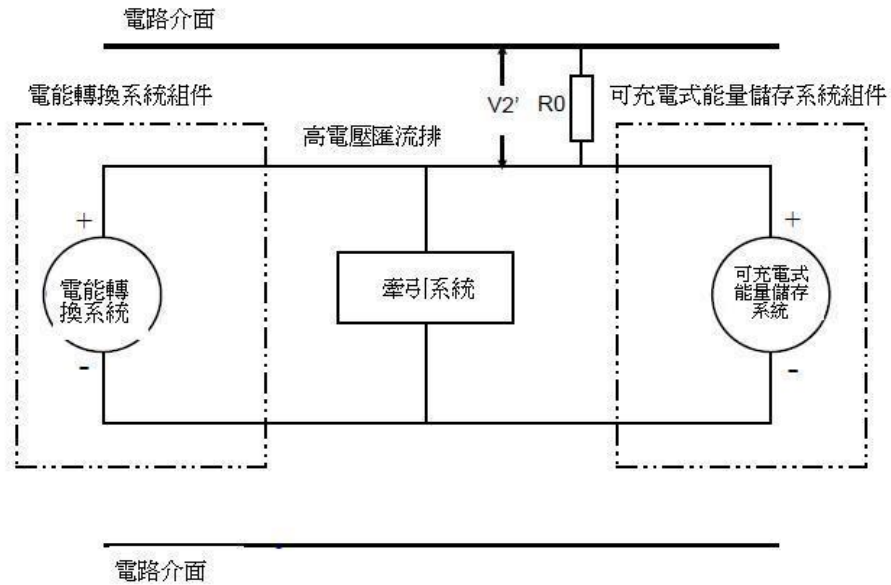 電路介面
電能轉換系統組件
V2'
R0
可充電式能量儲存系統組件
高電壓匯流排
+
+
電能轉
換系統
牽引系統
可充電式
能量儲存
系統
-
-
電路介面